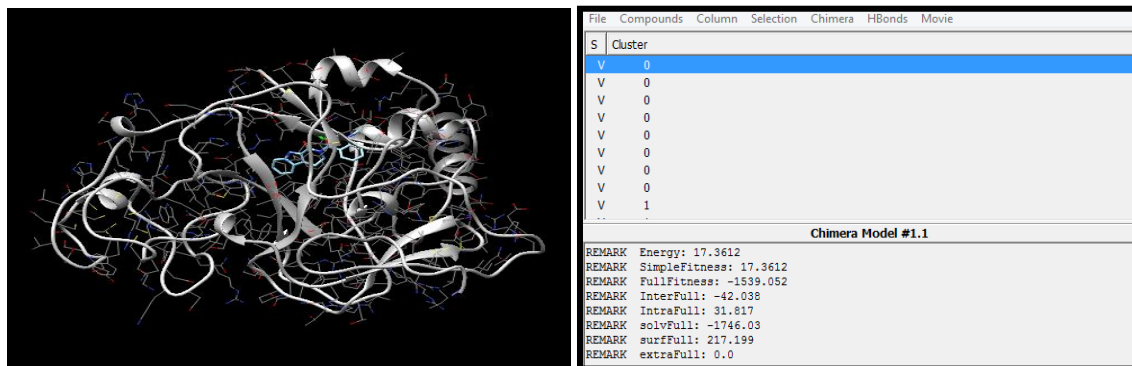 File Compounds Column Selection Chimera HBonds Movie
S Cluster
V 0
V 0
V 0
V 0
V 0
V 0
V 0
V 0
V 1
Chimera Model #1.1
REMARK Energy: 17.3612
REMARK SimpleFitness: 17.3612
REMARK FullFitness: -1539.052
REMARK InterFull: -42.038
REMARK IntraFull: 31.817
REMARK solvFull: -1746.03
REMARK surfFull: 217.199
REMARK extraFull: 0.0